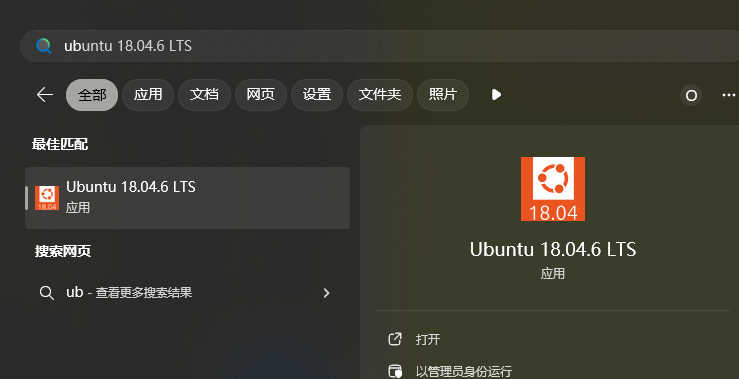 ubuntu 18.04.6 LTS
全部 应用 文档 网页 设置 文件夹 照片 O
最佳匹配
Ubuntu 18.04.6 LTS
应用
18.04
搜索网页
ub - 查看更多搜索结果
18.04
Ubuntu 18.04.6 LTS
应用
打开
以管理员身份运行